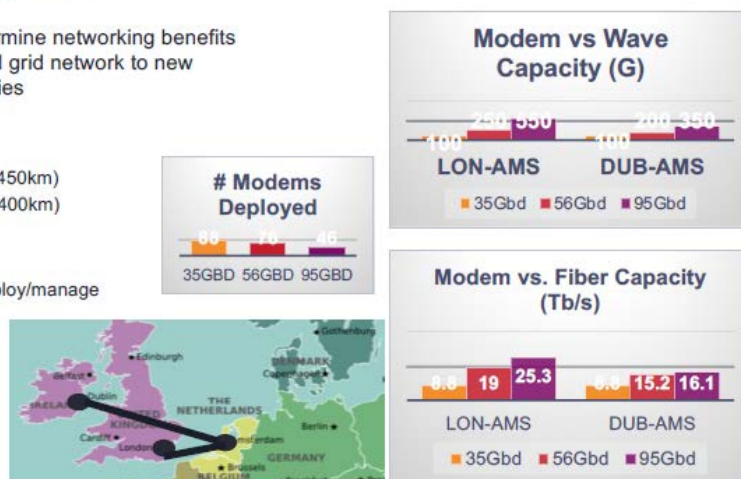 rmine networking benefits
l grid network to new
ies
450km)
400km)
loy/manage
# Modems
Deployed
88 76 46
35GBD 56GBD 95GBD
Modem vs Wave
Capacity (G)
100 250 550 100 200 350
LON-AMS DUB-AMS
35Gbd 56Gbd 95Gbd
Modem vs. Fiber Capacity
(Tb/s)
8.8 19 25.3 8.8 15.2 16.1
LON-AMS DUB-AMS
35Gbd 56Gbd 95Gbd
Gothenburg
Edinburgh
DENMARK
Copenhagen
Belfast
Dublin
IRELAND
THE
NETHERLANDS
KINGDOM
Cardiff
London
Amsterdam
Berlin
Brussels
GERMANY
BELGIUM